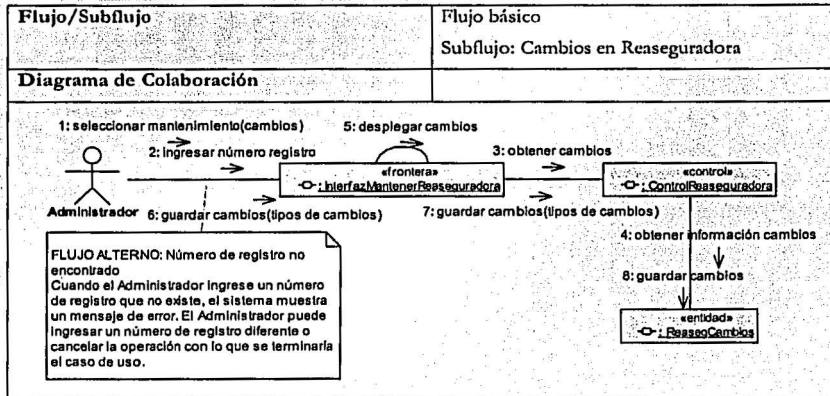 Flujo/Subflujo
Flujo básico
Subflujo: Cambios en Reaseguradora
Diagrama de Colaboración
1: seleccionar mantenimiento(cambios)
5: desplegar cambios
2: ingresar número registro
3: obtener cambios
«frontera»
: InterfazMantenerReaseguradora
«control»
: ControlReaseguradora
Administrador
6: guardar cambios(tipos de cambios)
7: guardar cambios(tipos de cambios)
4: obtener información cambios
8: guardar cambios
«entidad»
: ReasegCambios
FLUJO ALTERNO: Número de registro no
encontrado
Cuando el Administrador ingrese un número
de registro que no existe, el sistema muestra
un mensaje de error. El Administrador puede
ingresar un número de registro diferente o
cancelar la operación con lo que se terminaría
el caso de uso.